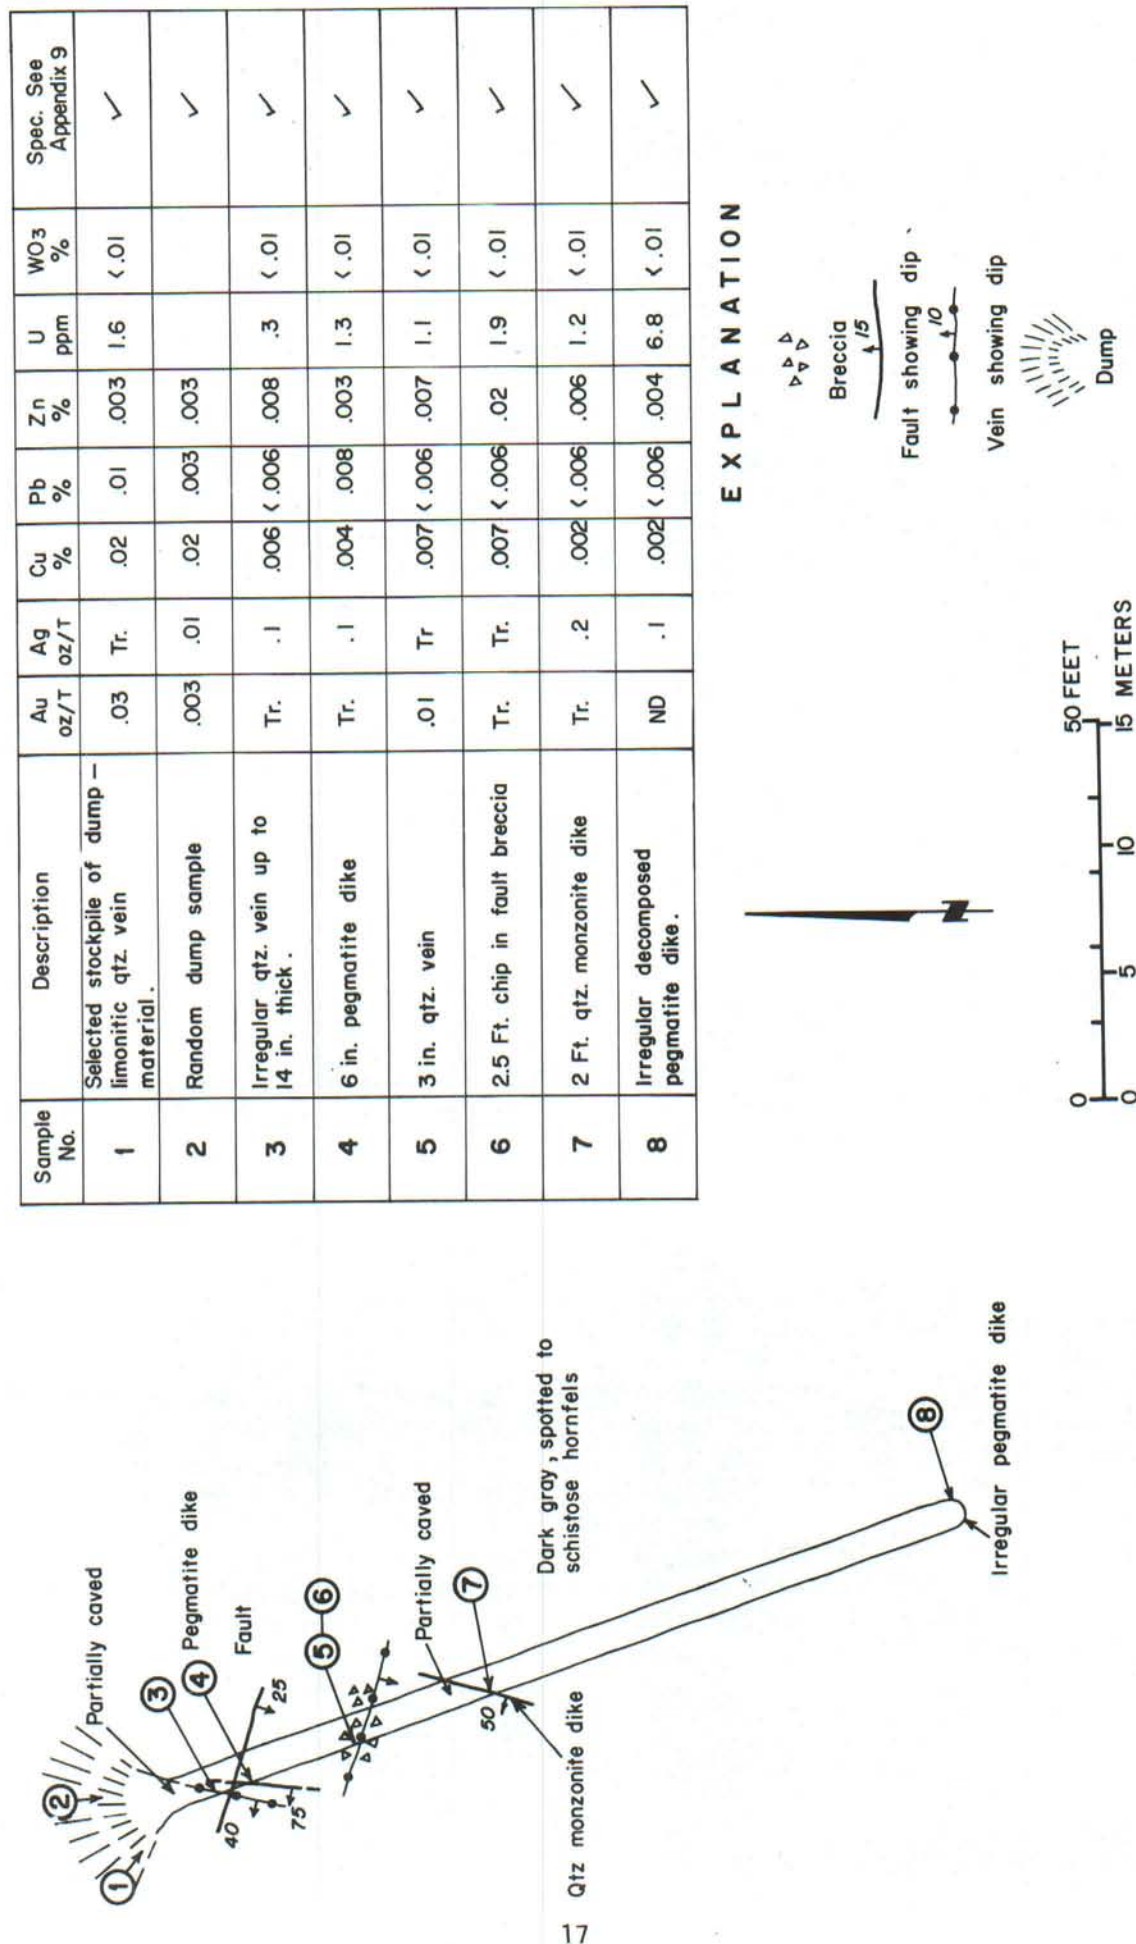 Sample No. | Description | Au oz/T | Ag oz/T | Cu % | Pb % | Zn % | U ppm | WO3 % | Spec. See Appendix 9
1 | Selected stockpile of dump – limonitic qtz. vein material. | .03 | Tr. | .02 | .01 | .003 | 1.6 | <.01 | ✓
2 | Random dump sample | .003 | .01 | .02 | .003 | .003 | | | ✓
3 | Irregular qtz. vein up to 14 in. thick. | Tr. | .1 | .006 | <.006 | .008 | .3 | <.01 | ✓
4 | 6 in. pegmatite dike | Tr. | .1 | .004 | .008 | .003 | 1.3 | <.01 | ✓
5 | 3 in. qtz. vein | .01 | Tr | .007 | <.006 | .007 | 1.1 | <.01 | ✓
6 | 2.5 Ft. chip in fault breccia | Tr. | Tr. | .007 | <.006 | .02 | 1.9 | <.01 | ✓
7 | 2 Ft. qtz. monzonite dike | Tr. | .2 | .002 | <.006 | .006 | 1.2 | <.01 | ✓
8 | Irregular decomposed pegmatite dike. | ND | .1 | .002 | <.006 | .004 | 6.8 | <.01 | ✓
EXPLANATION
Breccia
15
Fault showing dip
10
Vein showing dip
Dump
N
0 50 FEET
0 5 10 15 METERS
1
2
Partially caved
3
4
Pegmatite dike
Fault
40
75
25
5
6
Partially caved
7
50
Qtz monzonite dike
Dark gray, spotted to
schistose hornfels
8
Irregular pegmatite dike
17